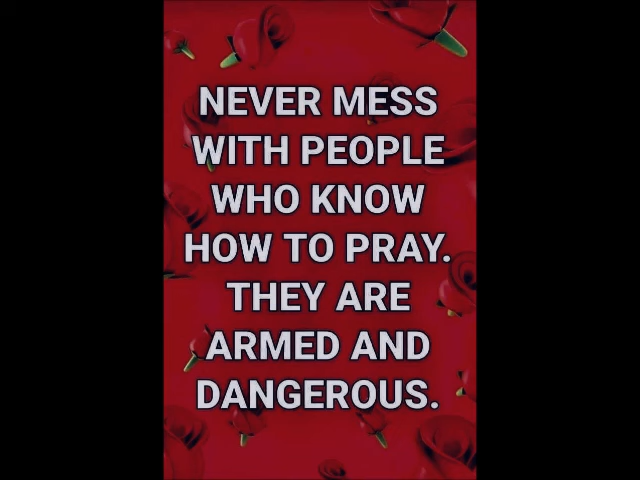 NEVER MESS
WITH PEOPLE
WHO KNOW
HOW TO PRAY.
THEY ARE
ARMED AND
DANGEROUS.